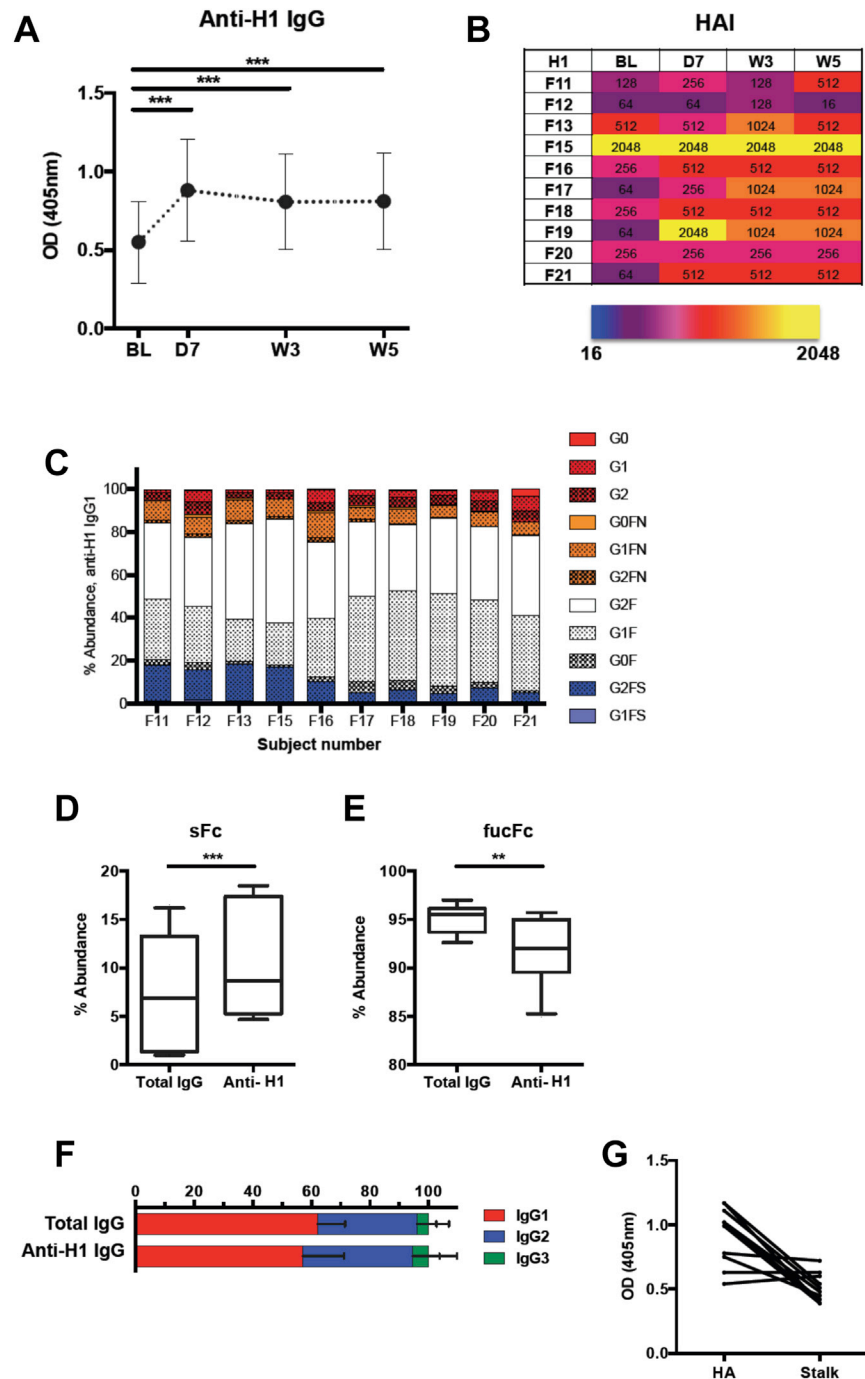 A
Anti-H1 IgG
***
***
***
1.5
1.0
0.5
0.0
OD (405nm)
BL D7 W3 W5
B
HAI
H1 BL D7 W3 W5
F11 128 256 128 512
F12 64 64 128 16
F13 512 512 1024 512
F15 2048 2048 2048 2048
F16 256 512 512 512
F17 64 256 1024 1024
F18 256 512 512 512
F19 64 2048 1024 1024
F20 256 256 256 256
F21 64 512 512 512
16 2048
C
% Abundance, anti-H1 IgG1
100
80
60
40
20
0
F11 F12 F13 F15 F16 F17 F18 F19 F20 F21
Subject number
G0
G1
G2
G0FN
G1FN
G2FN
G2F
G1F
G0F
G2FS
G1FS
D
sFc
***
20
15
10
5
0
% Abundance
Total IgG Anti-H1
E
fucFc
**
100
95
90
85
80
% Abundance
Total IgG Anti-H1
F
0 20 40 60 80 100
Total IgG
Anti-H1 IgG
IgG1
IgG2
IgG3
G
1.5
1.0
0.5
0.0
OD (405nm)
HA Stalk